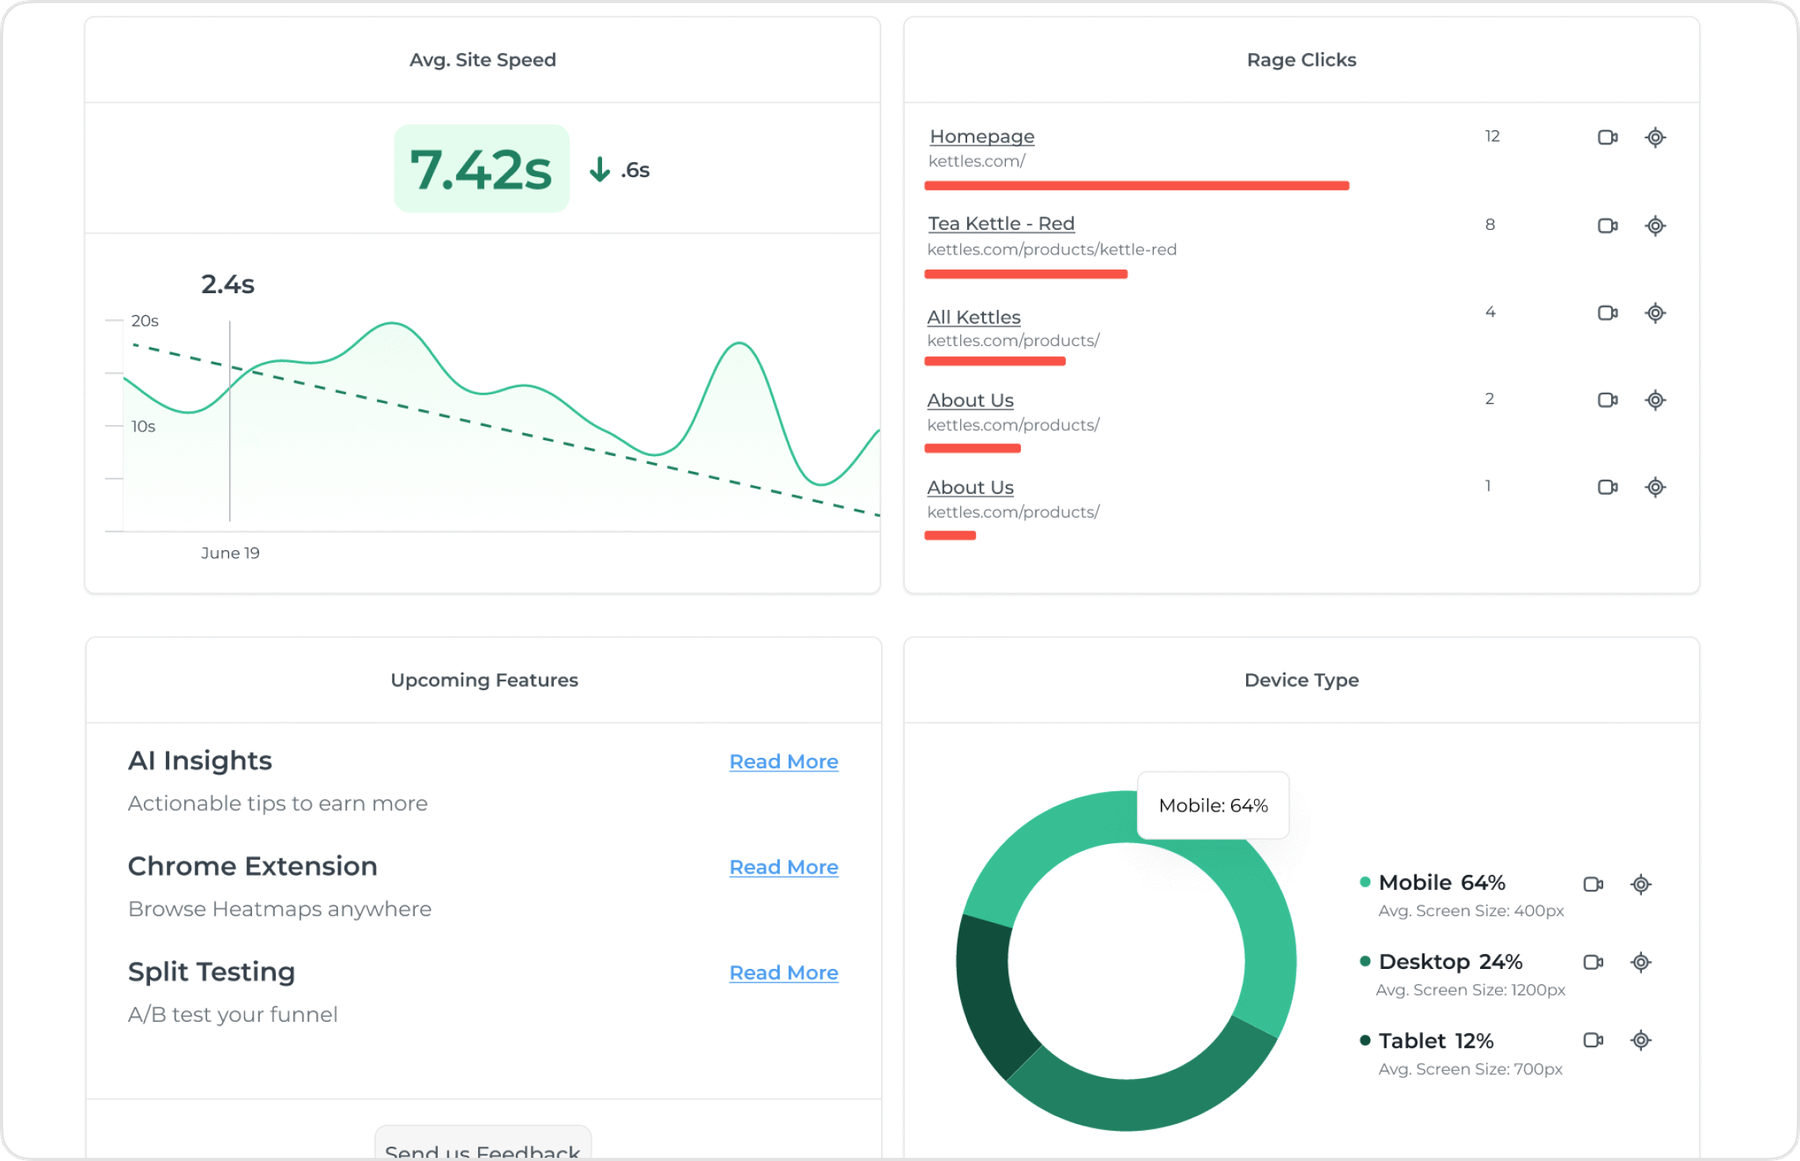 Avg. Site Speed
7.42s
.6s
2.4s
20s
10s
June 19
Rage Clicks
Homepage
12
kettles.com/
Tea Kettle - Red
8
kettles.com/products/kettle-red
All Kettles
4
kettles.com/products/
About Us
2
kettles.com/products/
About Us
1
kettles.com/products/
Upcoming Features
AI Insights
Read More
Actionable tips to earn more
Chrome Extension
Read More
Browse Heatmaps anywhere
Split Testing
Read More
A/B test your funnel
Send us Feedback
Device Type
Mobile: 64%
Mobile 64%
Avg. Screen Size: 400px
Desktop 24%
Avg. Screen Size: 1200px
Tablet 12%
Avg. Screen Size: 700px